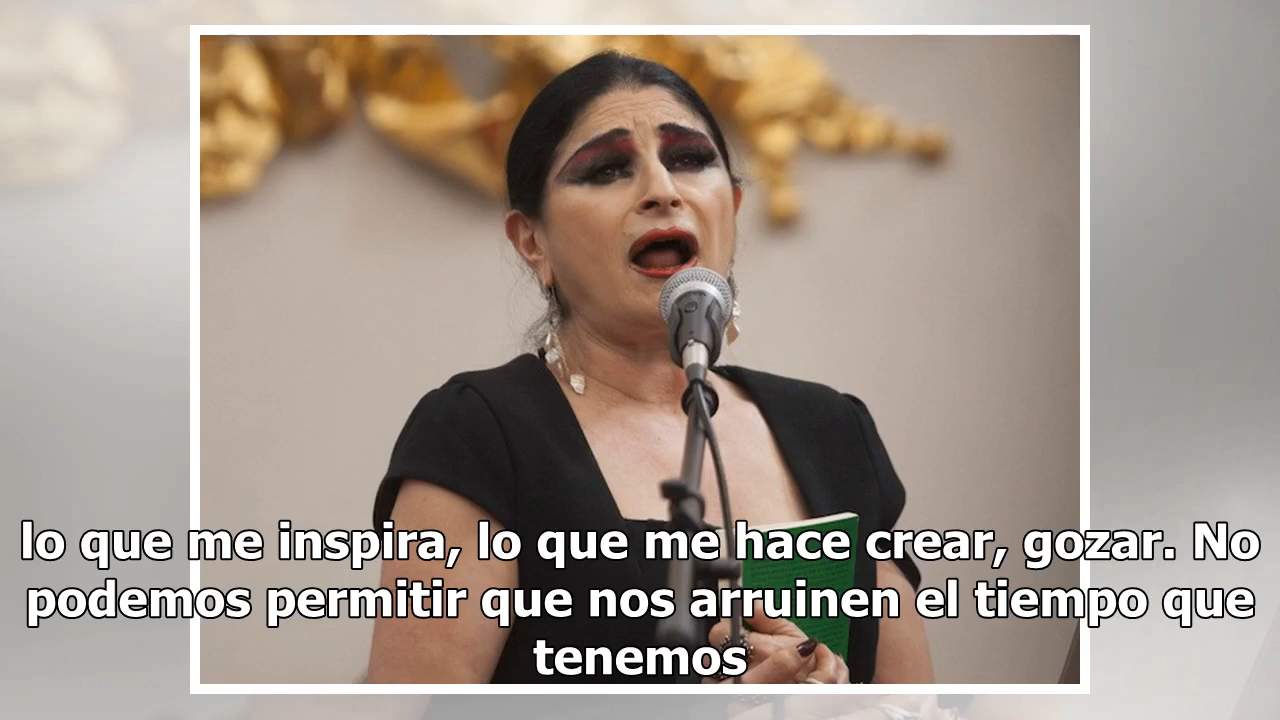 lo que me inspira, lo que me hace crear, gozar. No
podemos permitir que nos arruinen el tiempo que
tenemos